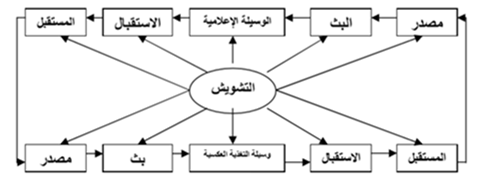 مصدر
البث
الوسيلة الإعلامية
الاستقبال
المستقبل
التشويش
المستقبل
الاستقبال
وسيلة التغذية العكسية
بث
مصدر